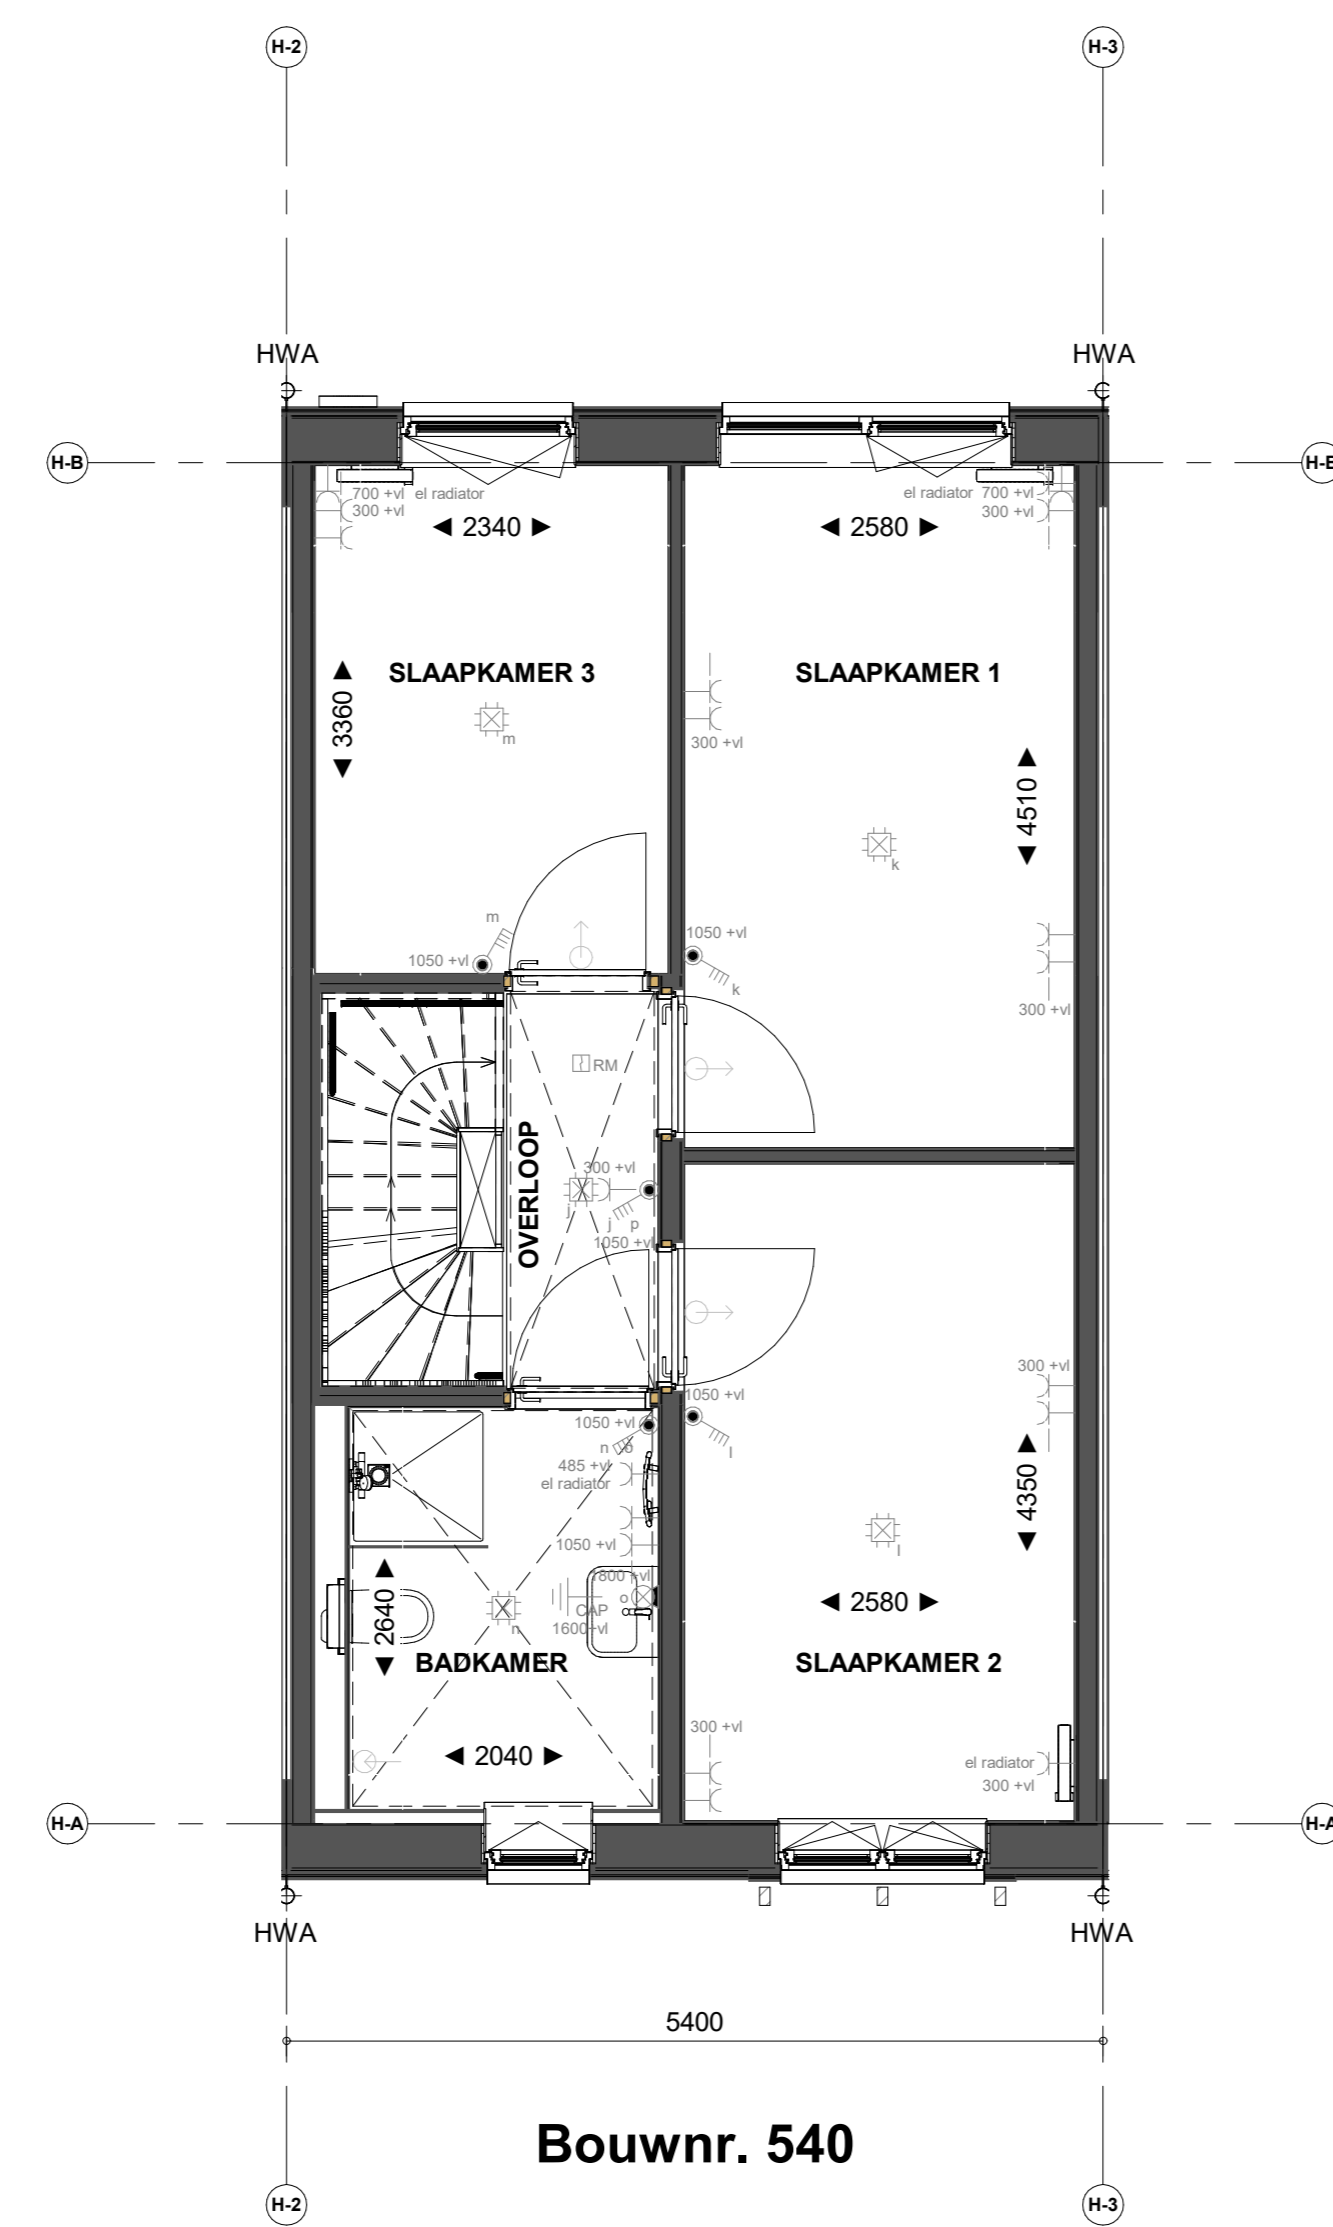 H-2
H-3
HWA
HWA
H-B
700 +vl
el radiator
300 +vl
el radiator
700 +vl
300 +vl
2340
2580
SLAAPKAMER 3
SLAAPKAMER 1
3360
m
300 +vl
4510
k
m
1050 +vl
1050 +vl
k
300 +vl
RM
OVERLOOP
300 +vl
j
j
p
1050 +vl
300 +vl
1050 +vl
1050 +vl
n
l
485 +vl
el radiator
4350
l
1050 +vl
2640
o
CAP
n
1600+vl
2580
BADKAMER
SLAAPKAMER 2
300 +vl
2040
el radiator
300 +vl
H-A
HWA
HWA
5400
Bouwnr. 540
H-2
H-3